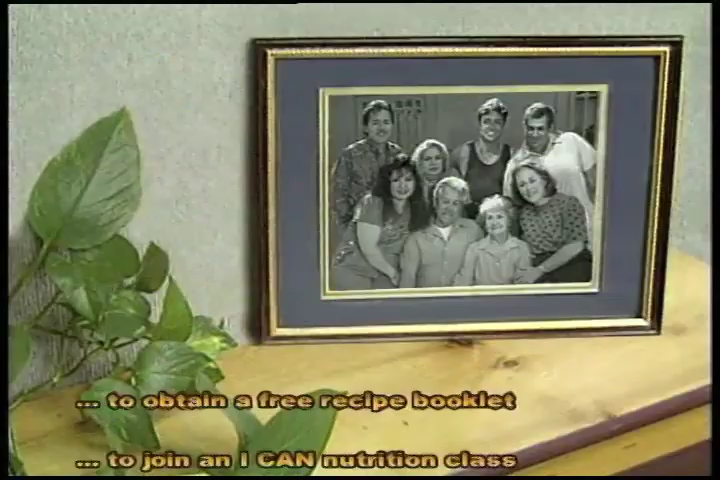 ... to obtain a free recipe booklet
... to join an I CAN nutrition class